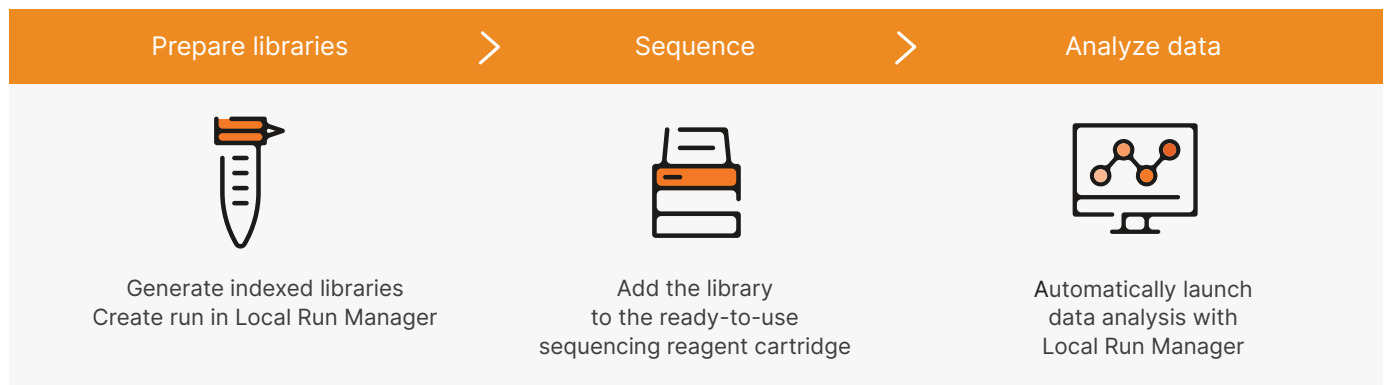 Prepare libraries
Sequence
Analyze data
Generate indexed libraries
Create run in Local Run Manager
Add the library
to the ready-to-use
sequencing reagent cartridge
Automatically launch
data analysis with
Local Run Manager